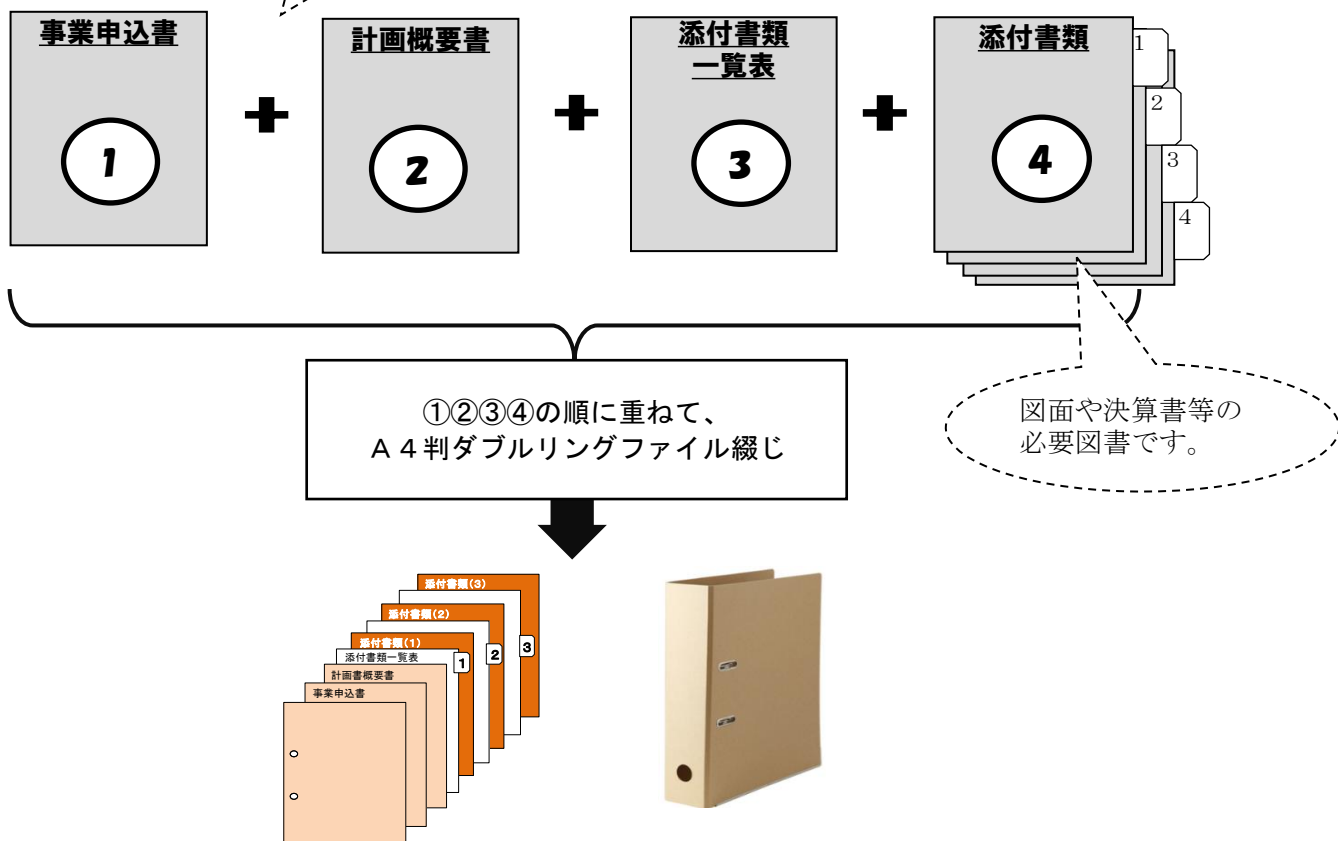 事業申込書
1
計画概要書
2
添付書類
一覧表
3
添付書類
4
1
2
3
4
①②③④の順に重ねて、
Ａ４判ダブルリングファイル綴じ
図面や決算書等の
必要図書です。
添付書類(3)
3
添付書類(2)
2
添付書類(1)
1
添付書類一覧表
計画書概要書
事業申込書